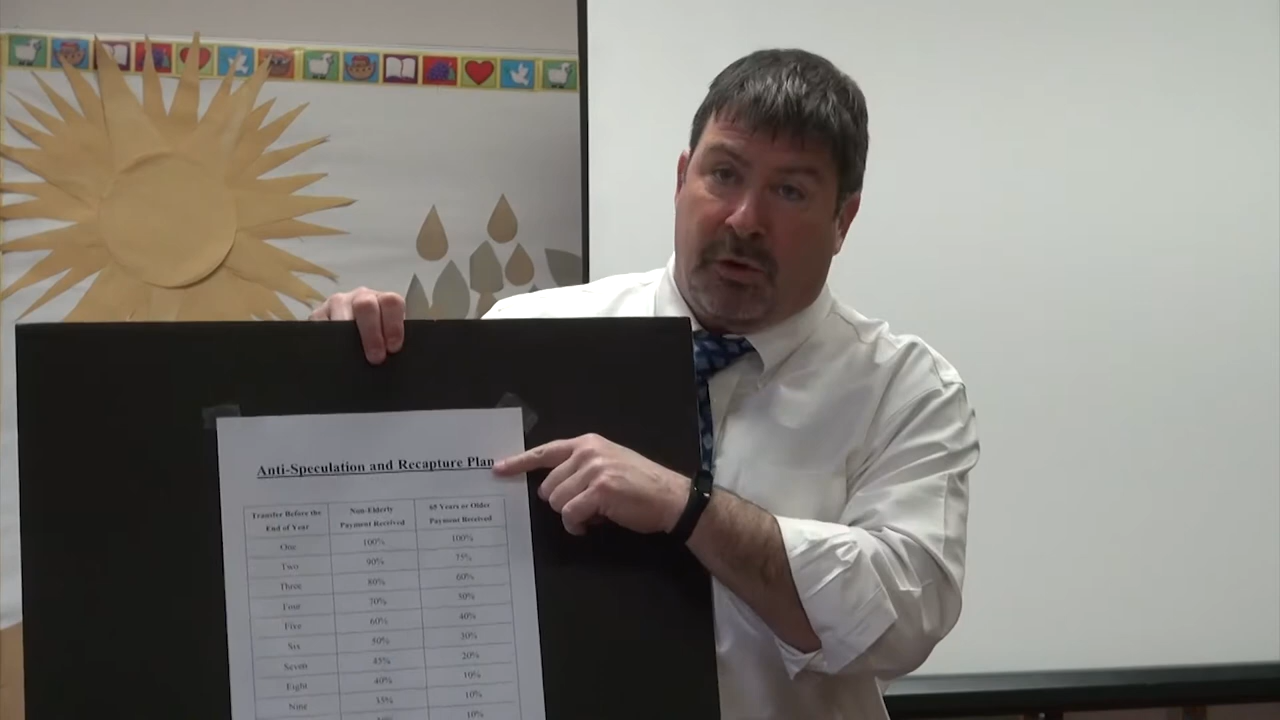 Anti-Speculation and Recapture Plan
Transfer Before the End of Year Non-Elderly Payment Received 65 Years or Older Payment Received
One 100% 100%
Two 90% 75%
Three 80% 60%
Four 70% 50%
Five 60% 40%
Six 50% 30%
Seven 45% 20%
Eight 40% 10%
Nine 35% 10%
10%